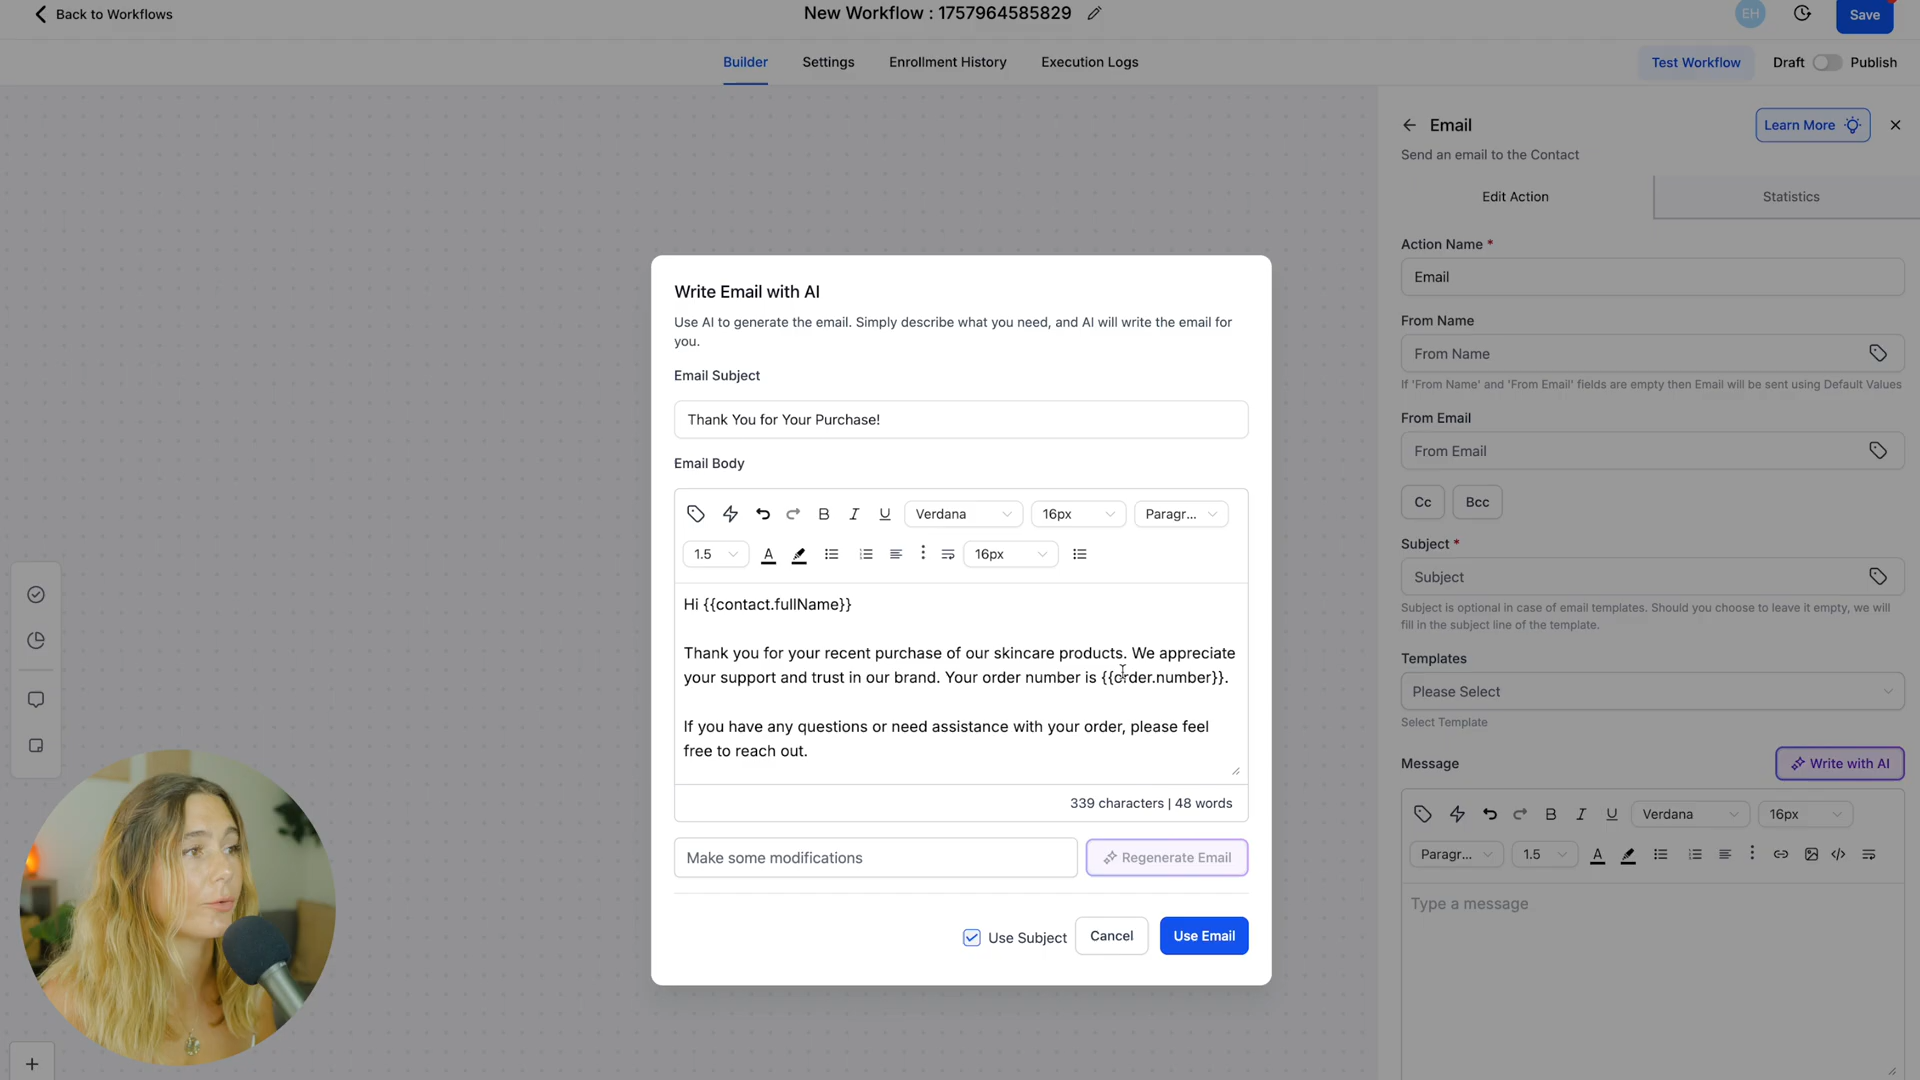 Back to Workflows
New Workflow : 1757964585829
EH
Save
Builder
Settings
Enrollment History
Execution Logs
Test Workflow
Draft
Publish
Email
Learn More
Send an email to the Contact
Edit Action
Statistics
Action Name *
Email
From Name
From Name
If 'From Name' and 'From Email' fields are empty then Email will be sent using Default Values
From Email
From Email
Cc
Bcc
Subject *
Subject
Subject is optional in case of email templates. Should you choose to leave it empty, we will
fill in the subject line of the template.
Templates
Please Select
Select Template
Message
Write with AI
B
I
U
Verdana
16px
Paragr...
1.5
A
Type a message
Write Email with AI
Use AI to generate the email. Simply describe what you need, and AI will write the email for
you.
Email Subject
Thank You for Your Purchase!
Email Body
B
I
U
Verdana
16px
Paragr...
1.5
A
16px
Hi {{contact.fullName}}
Thank you for your recent purchase of our skincare products. We appreciate
your support and trust in our brand. Your order number is {{order.number}}.
If you have any questions or need assistance with your order, please feel
free to reach out.
339 characters | 48 words
Make some modifications
Regenerate Email
Use Subject
Cancel
Use Email